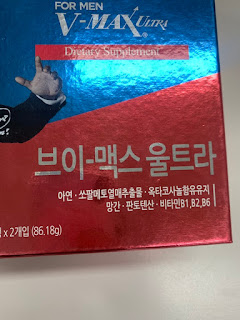 FOR MEN
V-MAX ULTRA®
Dietary Supplement
브이-맥스 울트라
아연 · 쏘팔메토열매추출물 · 옥타코사놀함유유지
망간 · 판토텐산 · 비타민B1,B2,B6
x 2개입 (86.18g)